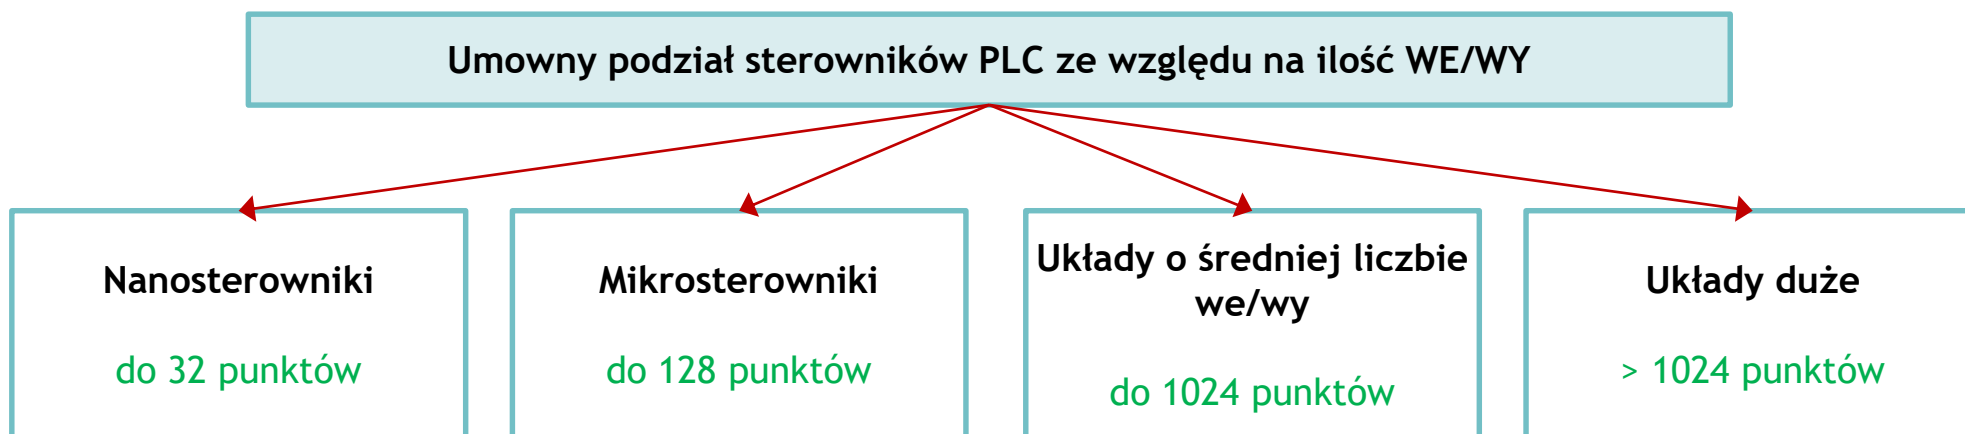 Umowny podział sterowników PLC ze względu na ilość WE/WY
Nanosterowniki
do 32 punktów
Mikrosterowniki
do 128 punktów
Układy o średniej liczbie
we/wy
do 1024 punktów
Układy duże
> 1024 punktów